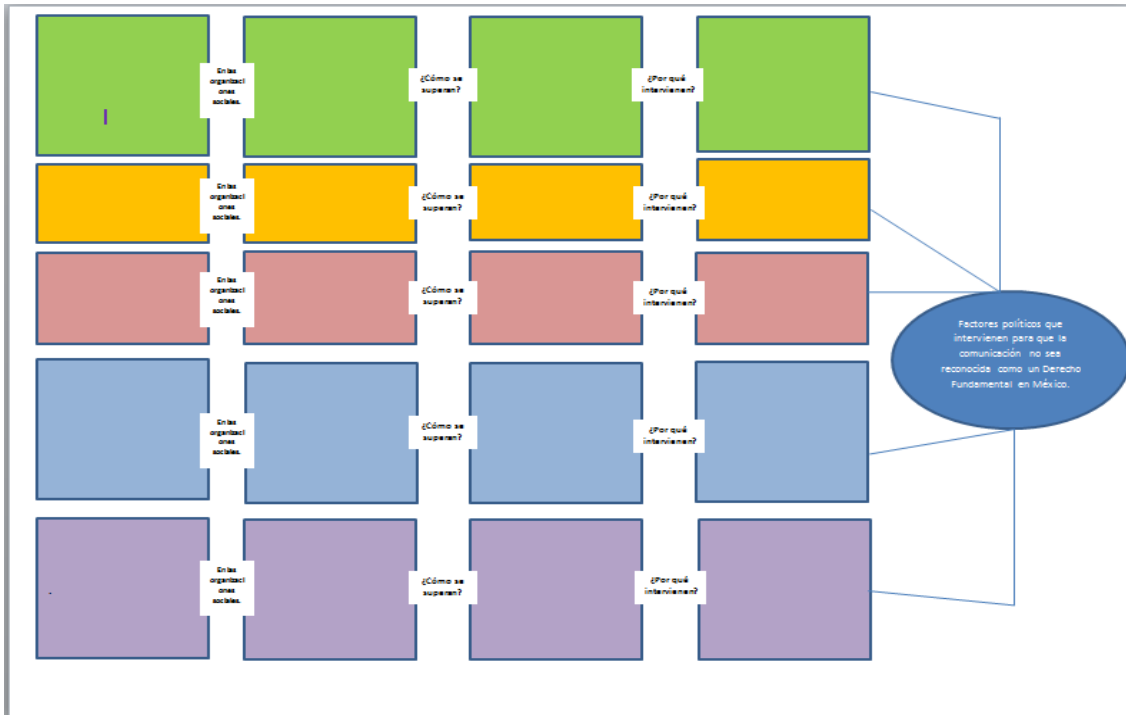 En las
organizaci
ones
sociales.
¿Cómo se
superan?
¿Por qué
intervienen?
En las
organizaci
ones
sociales.
¿Cómo se
superan?
¿Por qué
intervienen?
En las
organizaci
ones
sociales.
¿Cómo se
superan?
¿Por qué
intervienen?
Factores políticos que
intervienen para que la
comunicación no sea
reconocida como un Derecho
Fundamental en México.
En las
organizaci
ones
sociales.
¿Cómo se
superan?
¿Por qué
intervienen?
En las
organizaci
ones
sociales.
¿Cómo se
superan?
¿Por qué
intervienen?